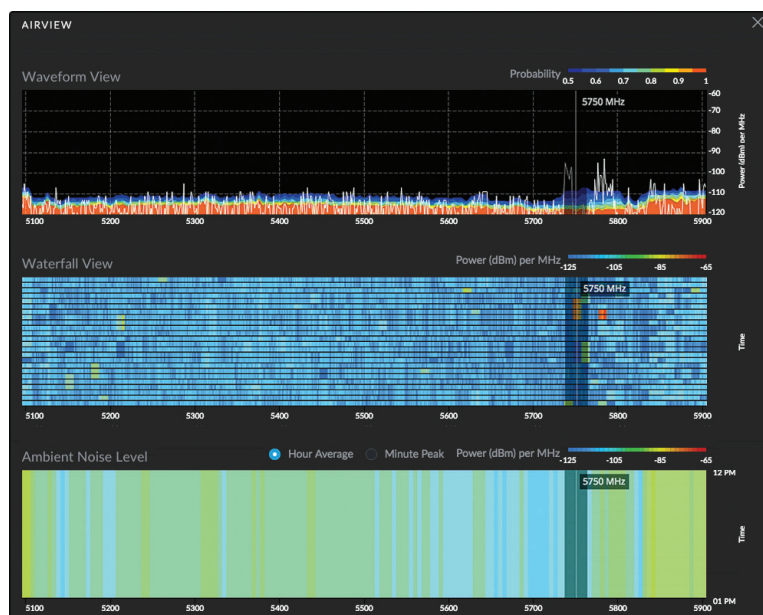 AIRVIEW
Waveform View
Probability
0.5 0.6 0.7 0.8 0.9 1
5750 MHz
-60
-70
-80
-90
-100
-110
-120
Power (dBm) per MHz
5100 5200 5300 5400 5500 5600 5700 5800 5900
Waterfall View
Power (dBm) per MHz
-125 -105 -85 -65
5750 MHz
Time
5100 5200 5300 5400 5500 5600 5700 5800 5900
Ambient Noise Level
Hour Average Minute Peak Power (dBm) per MHz
-125 -105 -85 -65
5750 MHz
12 PM
Time
01 PM
5100 5200 5300 5400 5500 5600 5700 5800 5900